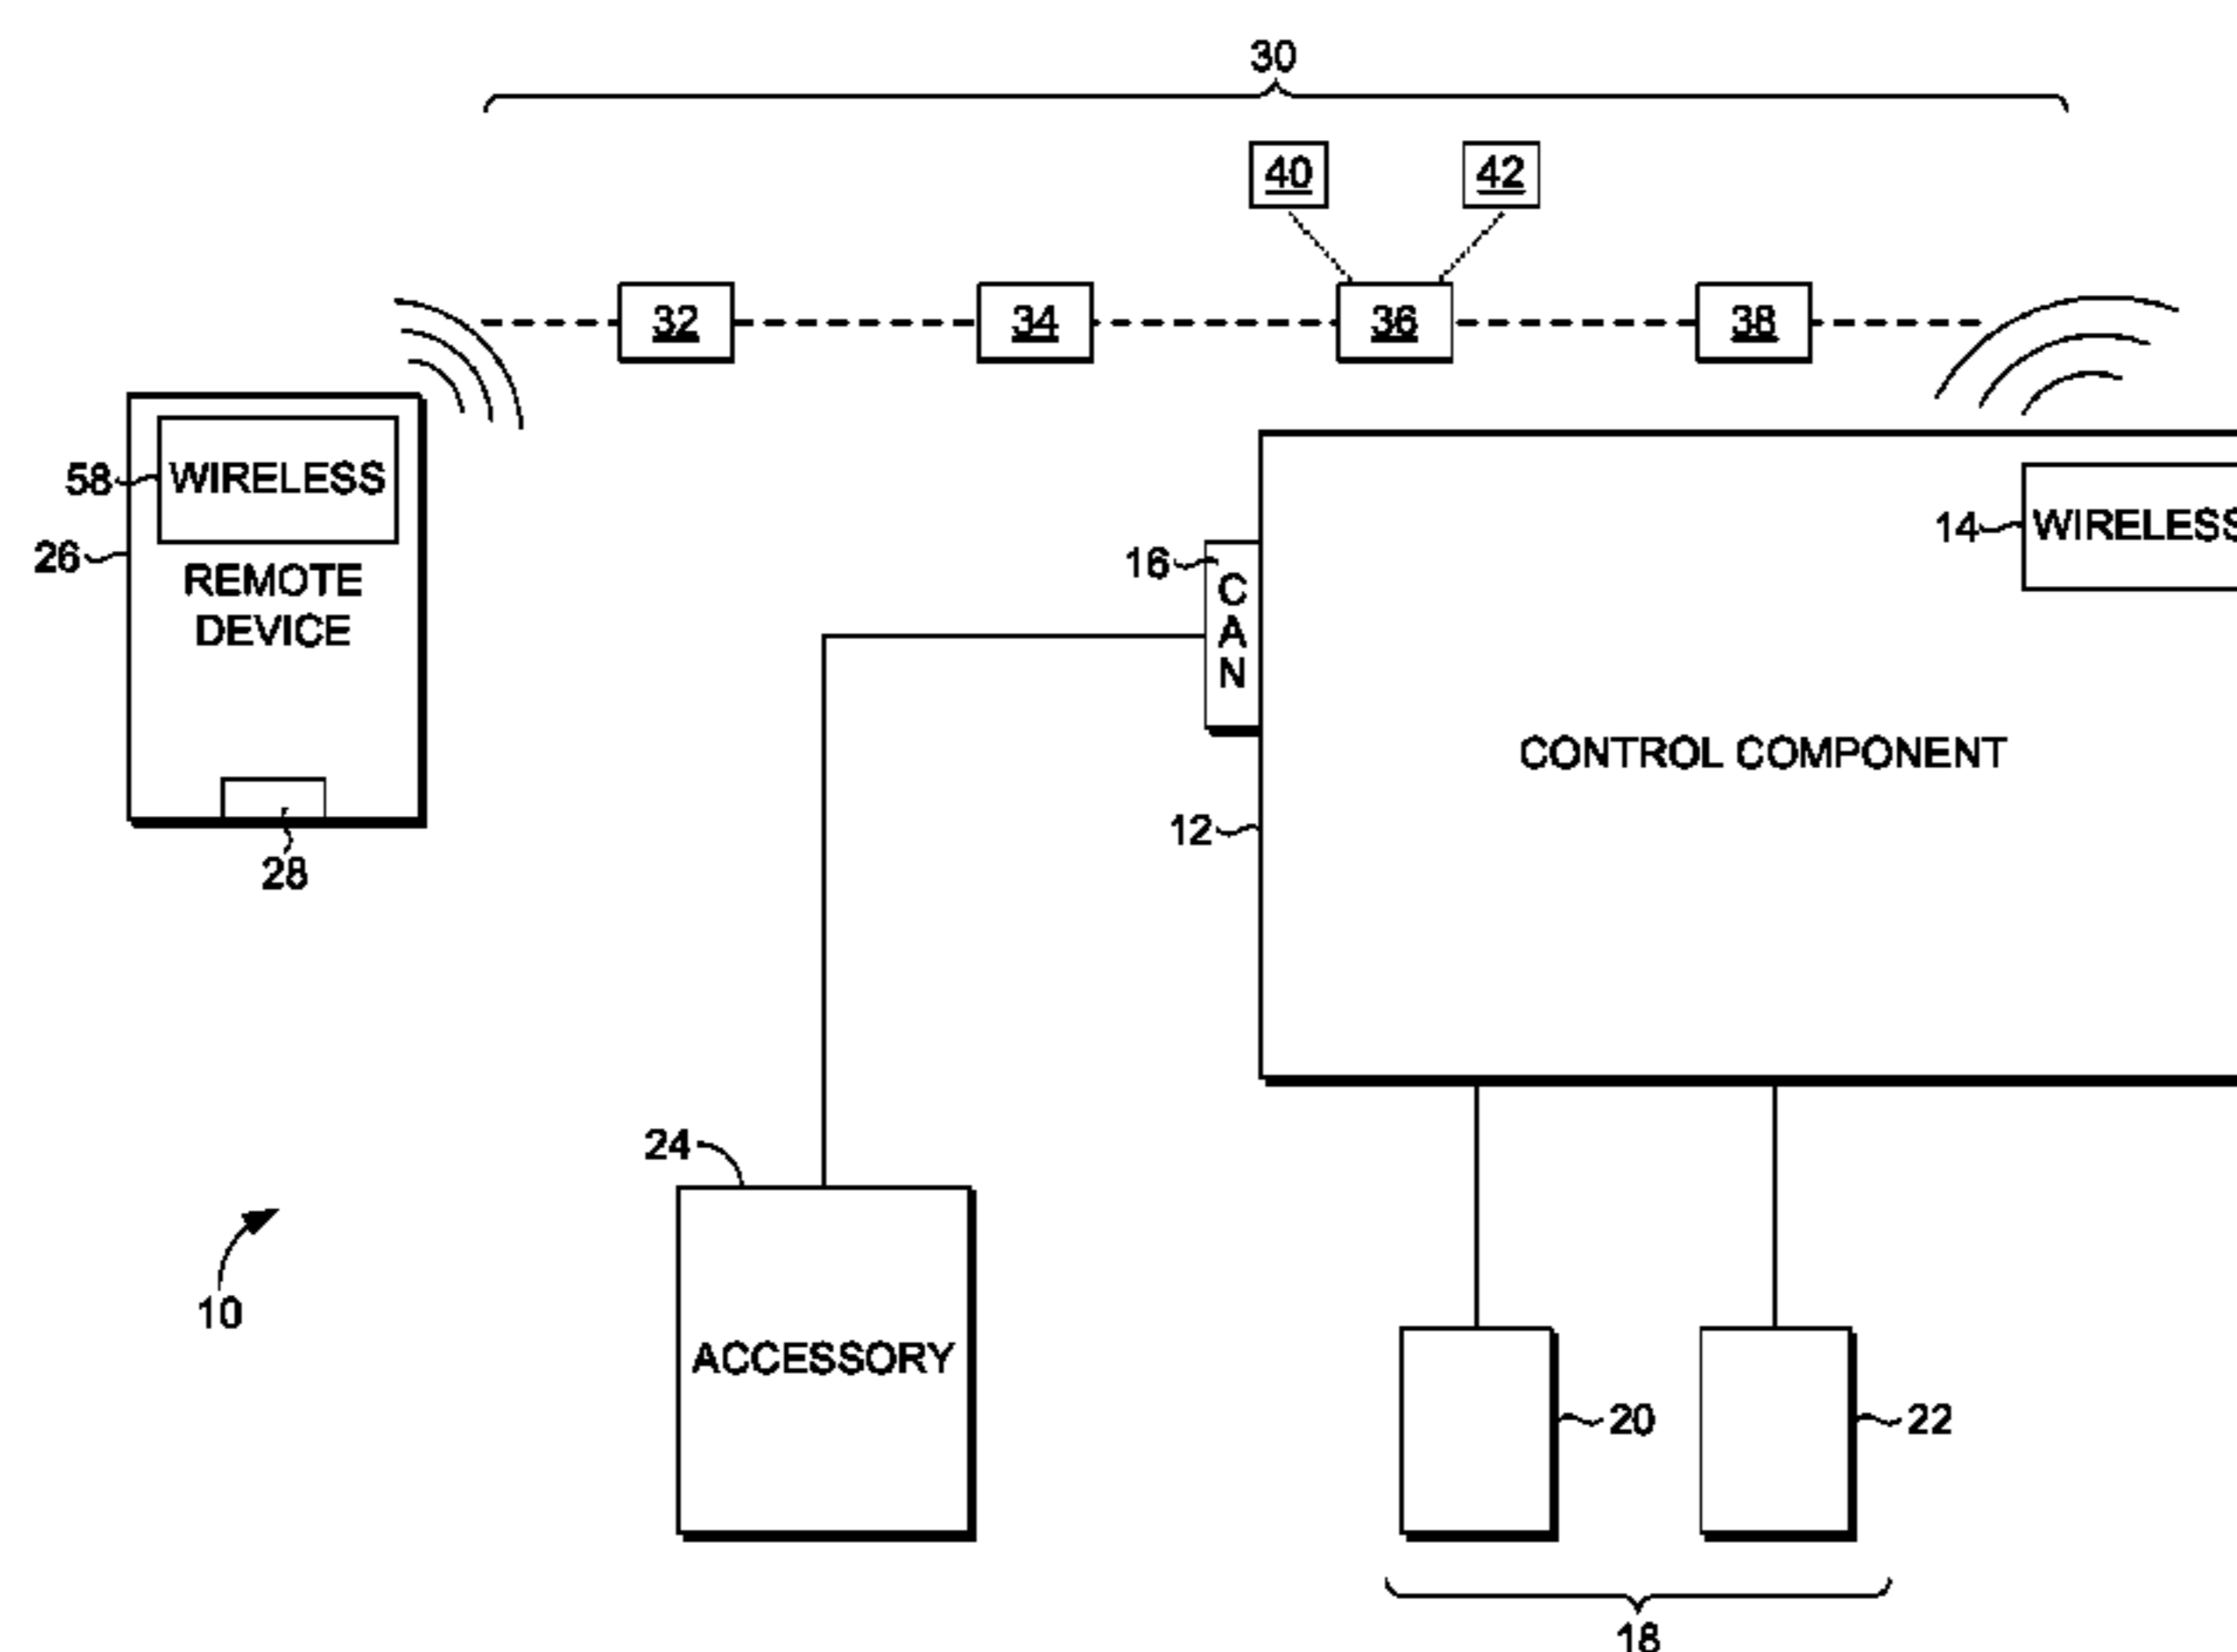 30
40
42
32
34
36
38
58
WIRELESS
26
REMOTE
DEVICE
28
16
C
A
N
14
WIRELESS
CONTROL COMPONENT
12
24
ACCESSORY
10
20
22
18